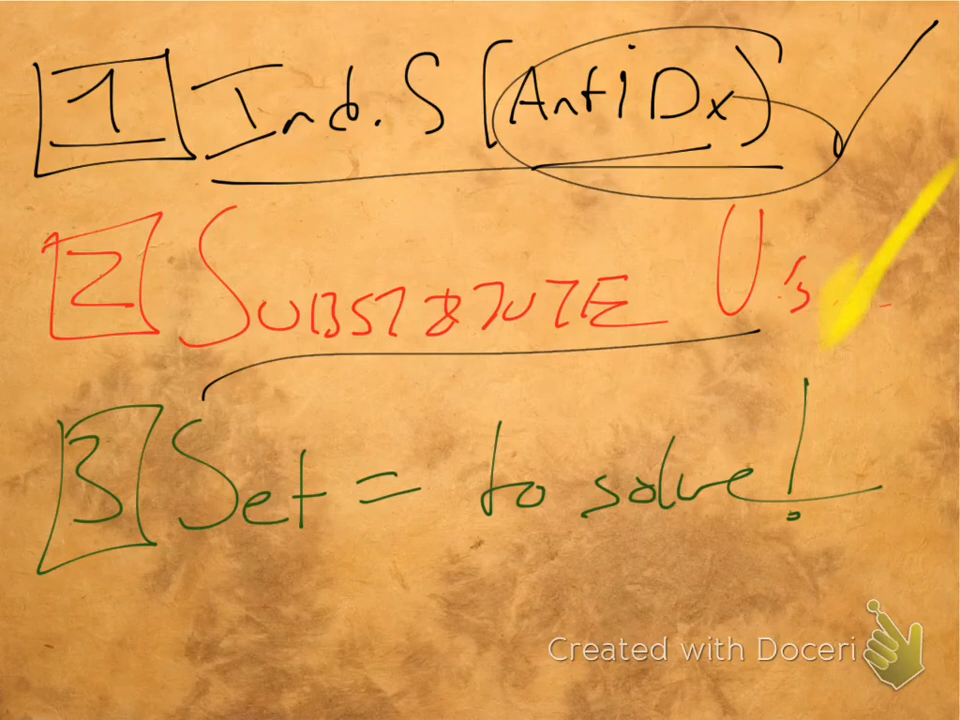 1 Ind. S (AntiDx)
2 SUBSTITUTE U's...
3 Set = to solve!
Created with Doceri